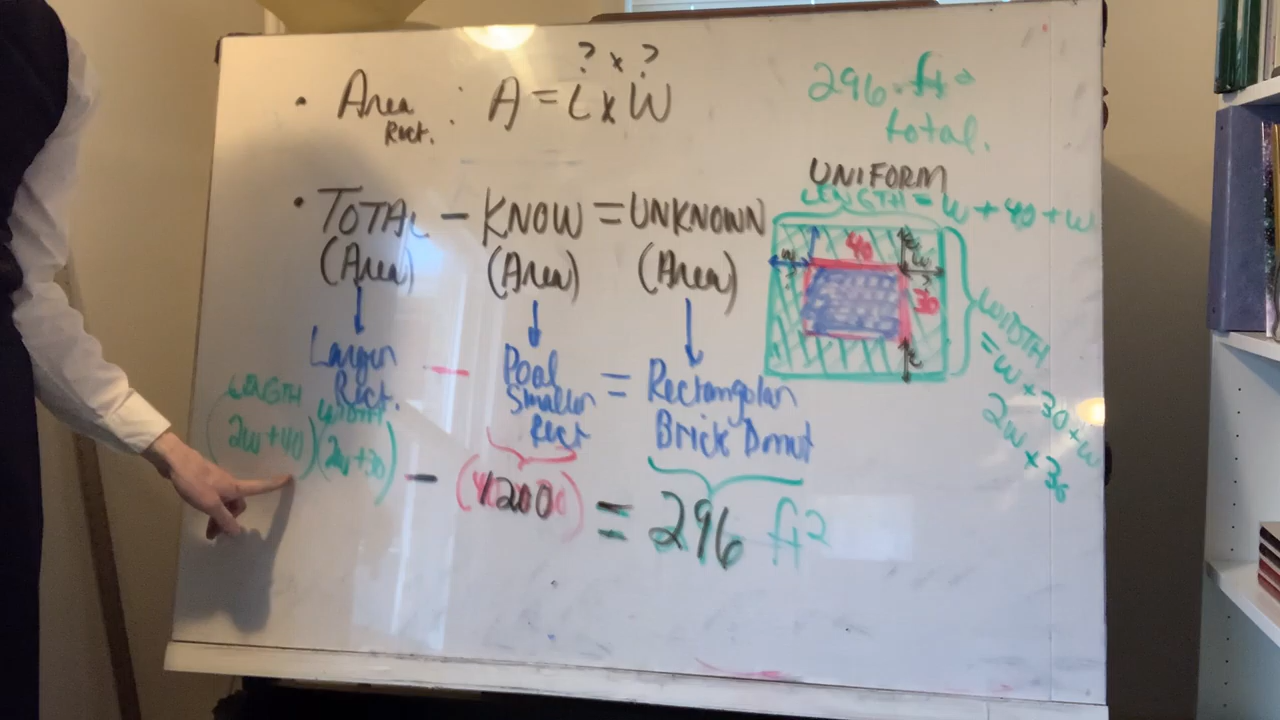 ? x ?
• Area Rect. : A = L x W
296 ft²
total.
• TOTAL - KNOW = UNKNOWN
(Area) (Area) (Area)
Larger Rect. - Pool Smaller Rect = Rectangular Brick Donut
LENGTH WIDTH
(2w+40)(2w+30) - (1200) = 296 ft²
UNIFORM
LENGTH = w + 40 + w
40
w
w
?
?
30
WIDTH
= w + 30 + w
2w + 30